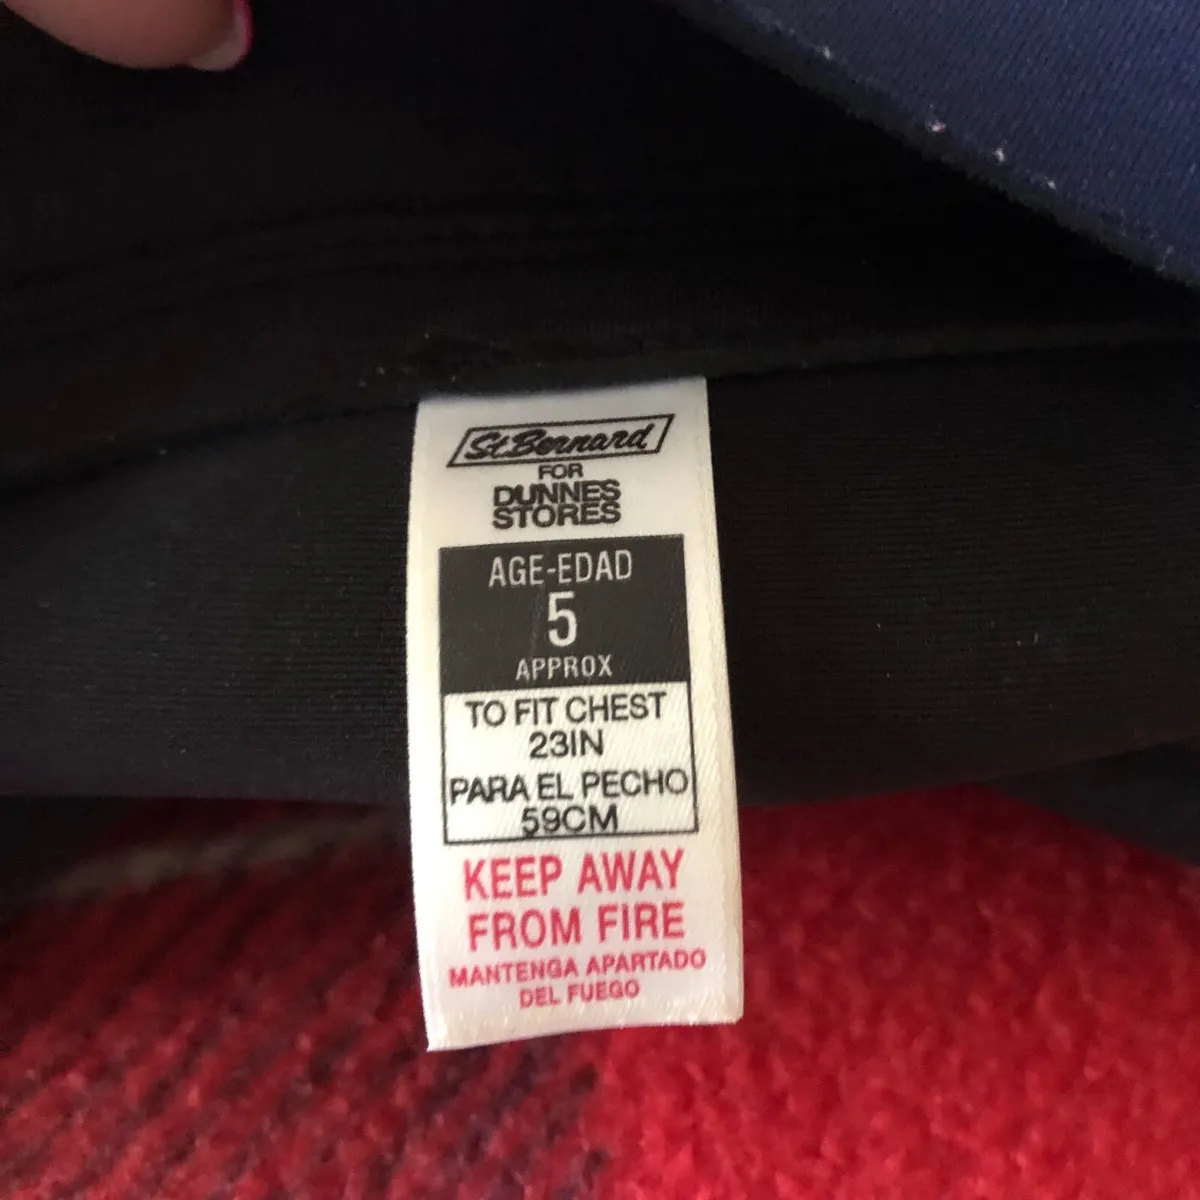 St.Bernard
FOR
DUNNES
STORES
AGE-EDAD
5
APPROX
TO FIT CHEST
23IN
PARA EL PECHO
59CM
KEEP AWAY
FROM FIRE
MANTENGA APARTADO
DEL FUEGO